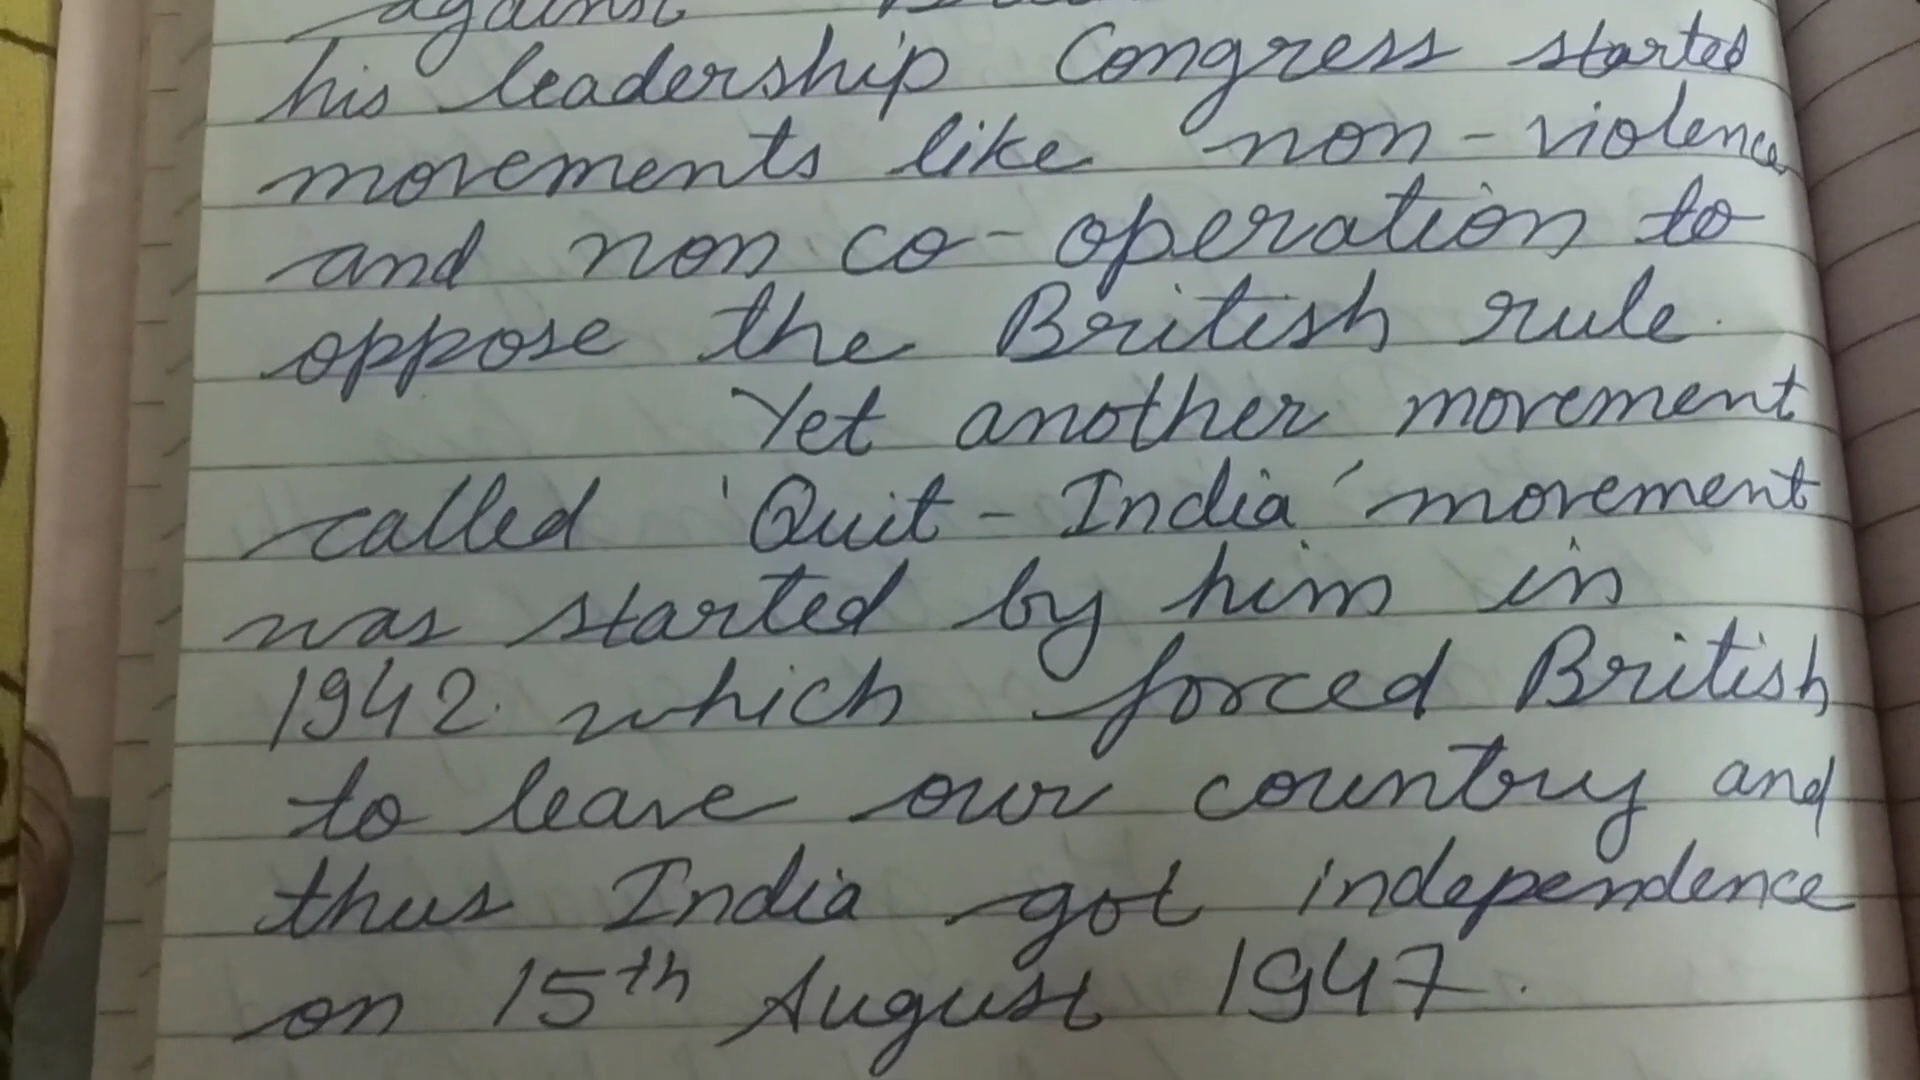 against
his leadership Congress started
movements like non-violence
and non co-operation to
oppose the British rule.
Yet another movement
called 'Quit-India' movement
was started by him in
1942. which forced British
to leave our country and
thus India got independence
on 15th August 1947.